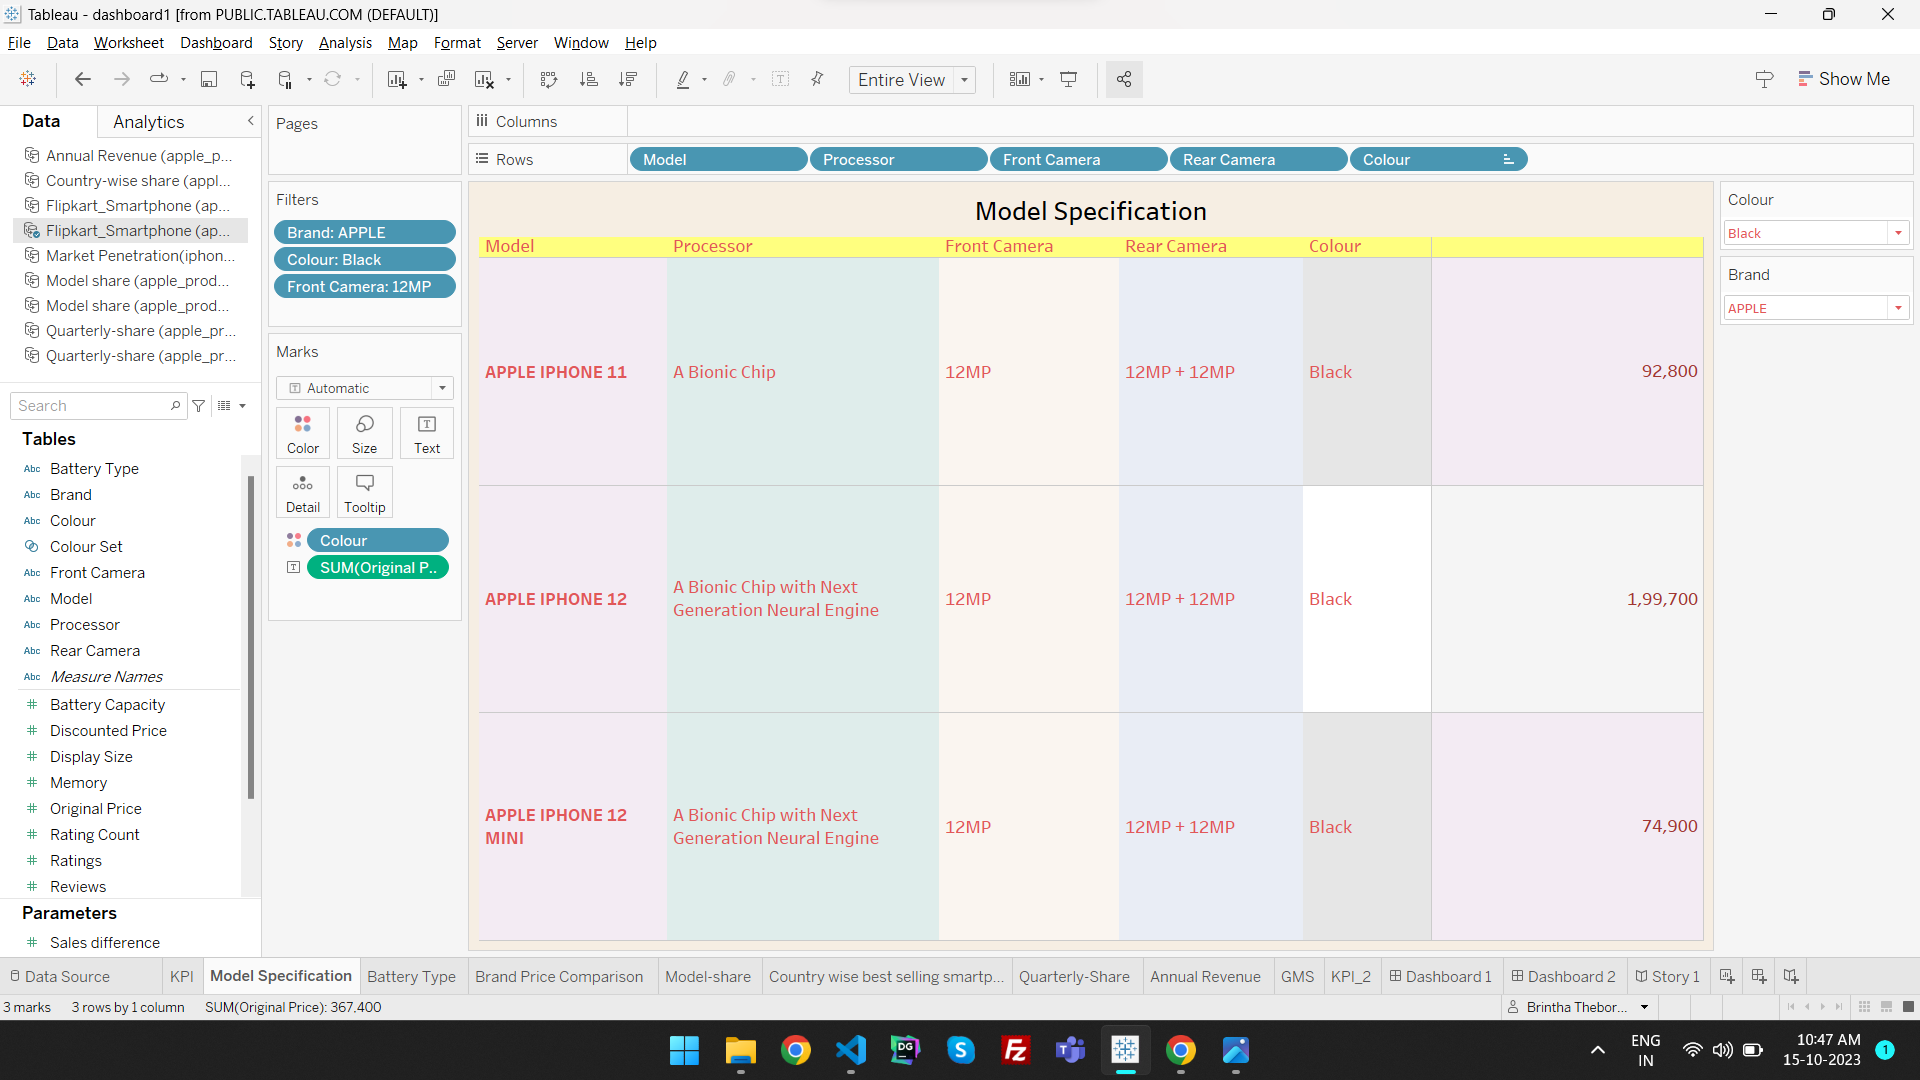 Tableau - dashboard1 [from PUBLIC.TABLEAU.COM (DEFAULT)]
File Data Worksheet Dashboard Story Analysis Map Format Server Window Help
Entire View
Show Me
Data
Analytics
Annual Revenue (apple_p...
Country-wise share (appl...
Flipkart_Smartphone (ap...
Flipkart_Smartphone (ap...
Market Penetration(iphon...
Model share (apple_prod...
Model share (apple_prod...
Quarterly-share (apple_pr...
Quarterly-share (apple_pr...
Search
Tables
Abc Battery Type
Abc Brand
Abc Colour
Colour Set
Abc Front Camera
Abc Model
Abc Processor
Abc Rear Camera
Abc Measure Names
# Battery Capacity
# Discounted Price
# Display Size
# Memory
# Original Price
# Rating Count
# Ratings
# Reviews
Parameters
# Sales difference
Pages
Filters
Brand: APPLE
Colour: Black
Front Camera: 12MP
Marks
T Automatic
Color
Size
T
Text
Detail
Tooltip
Colour
T SUM(Original P..
Columns
Rows
Model Processor Front Camera Rear Camera Colour
Model Specification
Model Processor Front Camera Rear Camera Colour
APPLE IPHONE 11 A Bionic Chip 12MP 12MP + 12MP Black 92,800
APPLE IPHONE 12 A Bionic Chip with Next
Generation Neural Engine 12MP 12MP + 12MP Black 1,99,700
APPLE IPHONE 12
MINI A Bionic Chip with Next
Generation Neural Engine 12MP 12MP + 12MP Black 74,900
Colour
Black
Brand
APPLE
Data Source KPI Model Specification Battery Type Brand Price Comparison Model-share Country wise best selling smartp... Quarterly-Share Annual Revenue GMS KPI_2 Dashboard 1 Dashboard 2 Story 1
3 marks 3 rows by 1 column SUM(Original Price): 367,400
Brintha Thebor...
DG
S
Fz
T
ENG
IN
10:47 AM
15-10-2023
1